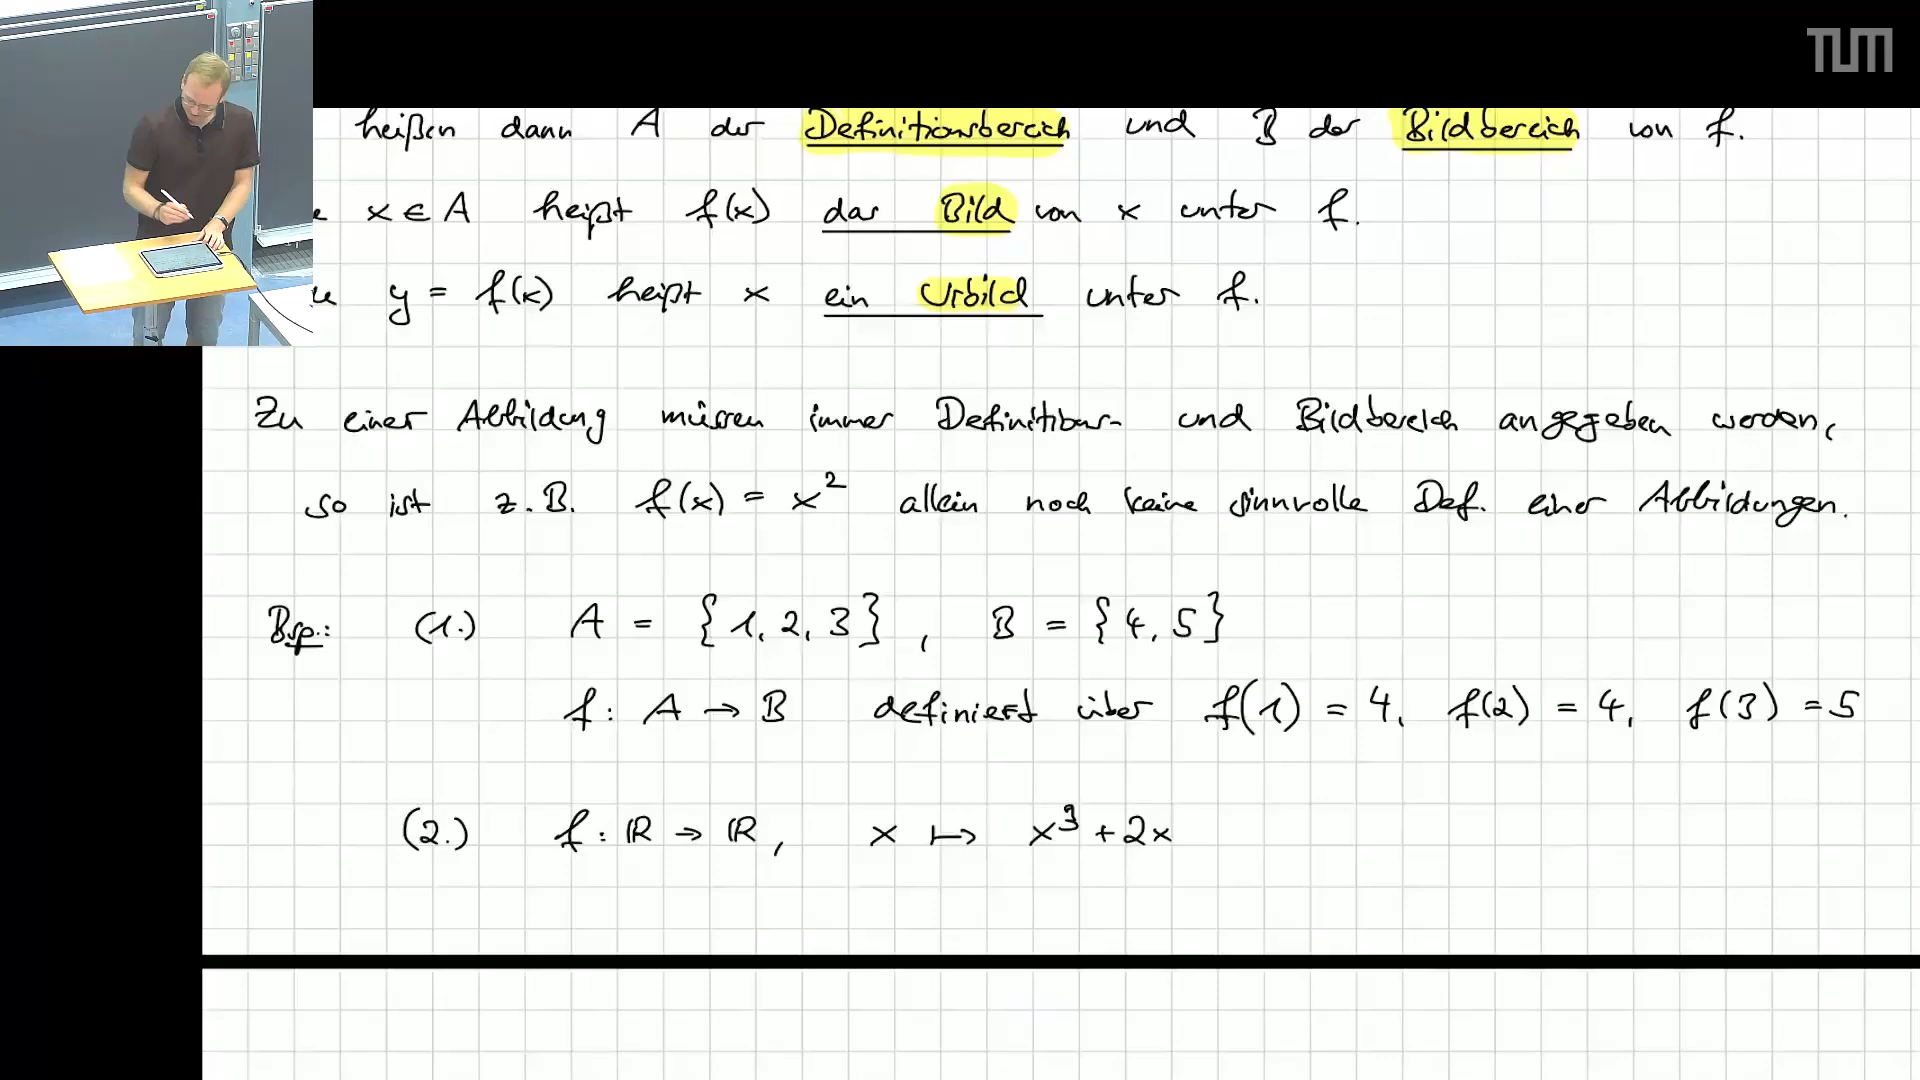 TUM
heißen dann A der Definitionsbereich und B der Bildbereich von f.
x ∈ A heißt f(x) das Bild von x unter f.
y = f(x) heißt x ein Urbild unter f.
Zu einer Abbildung müssen immer Definitions- und Bildbereich angegeben werden,
so ist z.B. f(x) = x² allein noch keine sinnvolle Def. einer Abbildungen.
Bsp.: (1.) A = {1, 2, 3}, B = {4, 5}
f: A → B definiert über f(1) = 4, f(2) = 4, f(3) = 5
(2.) f: ℝ → ℝ, x ↦ x³ + 2x